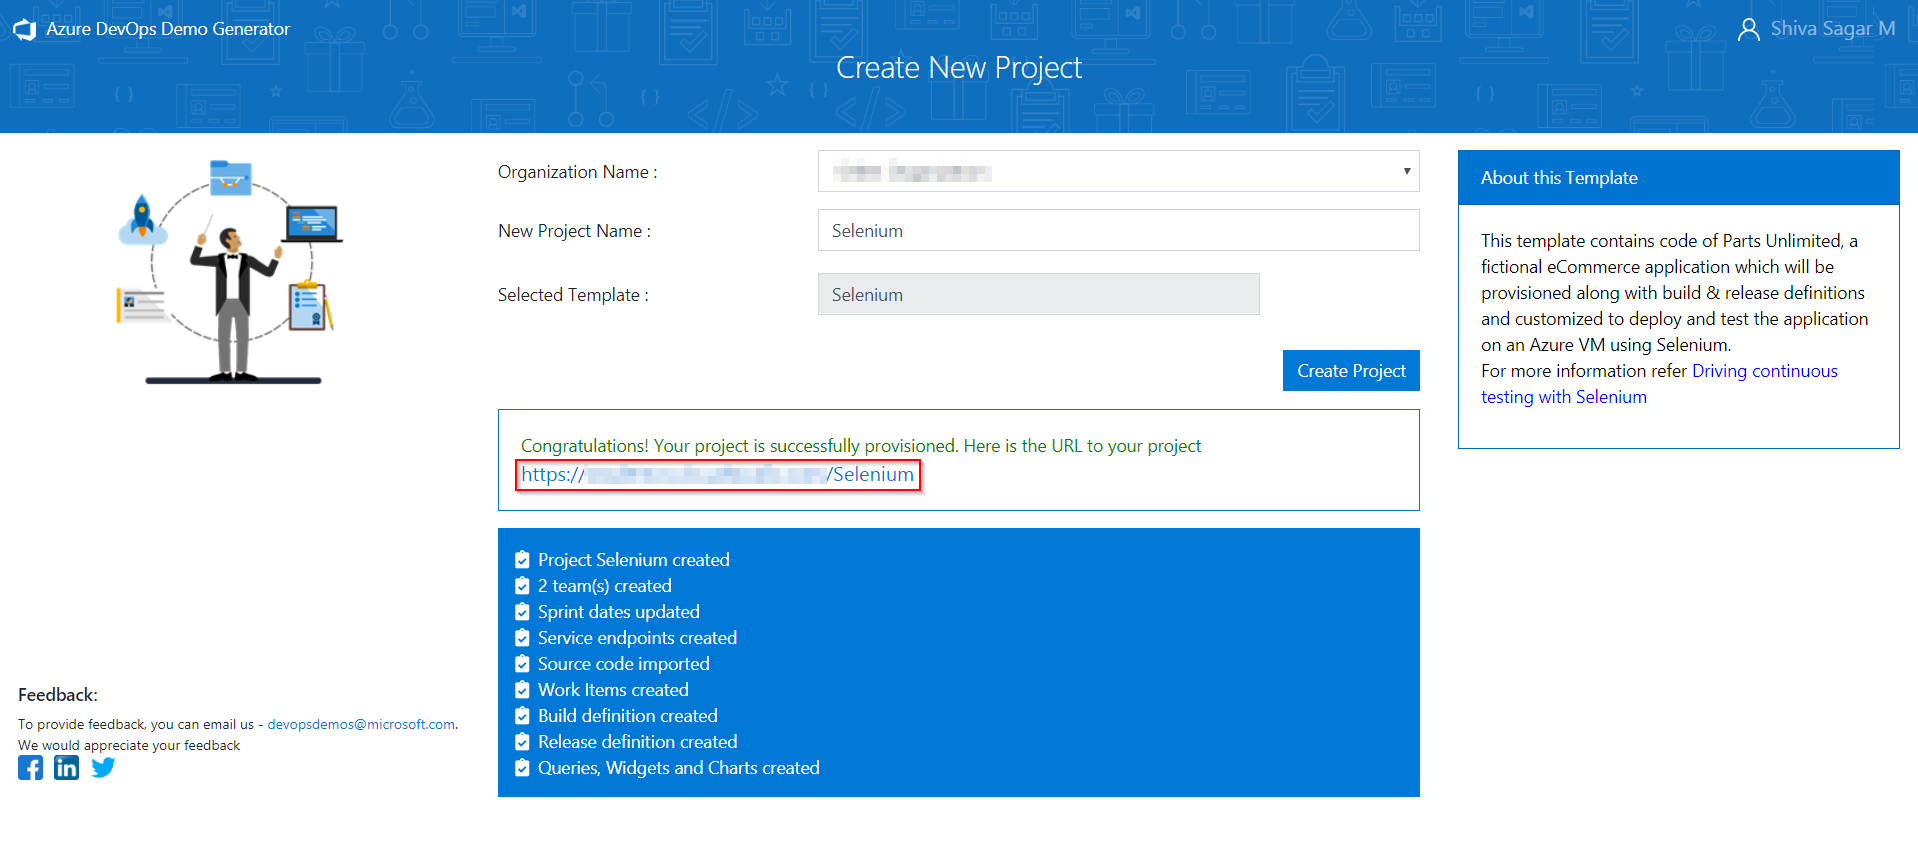 Azure DevOps Demo Generator
Shiva Sagar M
Create New Project
Organization Name :
New Project Name :
Selenium
Selected Template :
Selenium
Create Project
Congratulations! Your project is successfully provisioned. Here is the URL to your project
https://
/Selenium
Project Selenium created
2 team(s) created
Sprint dates updated
Service endpoints created
Source code imported
Work Items created
Build definition created
Release definition created
Queries, Widgets and Charts created
About this Template
This template contains code of Parts Unlimited, a
fictional eCommerce application which will be
provisioned along with build & release definitions
and customized to deploy and test the application
on an Azure VM using Selenium.
For more information refer Driving continuous
testing with Selenium
Feedback:
To provide feedback, you can email us - devopsdemos@microsoft.com.
We would appreciate your feedback